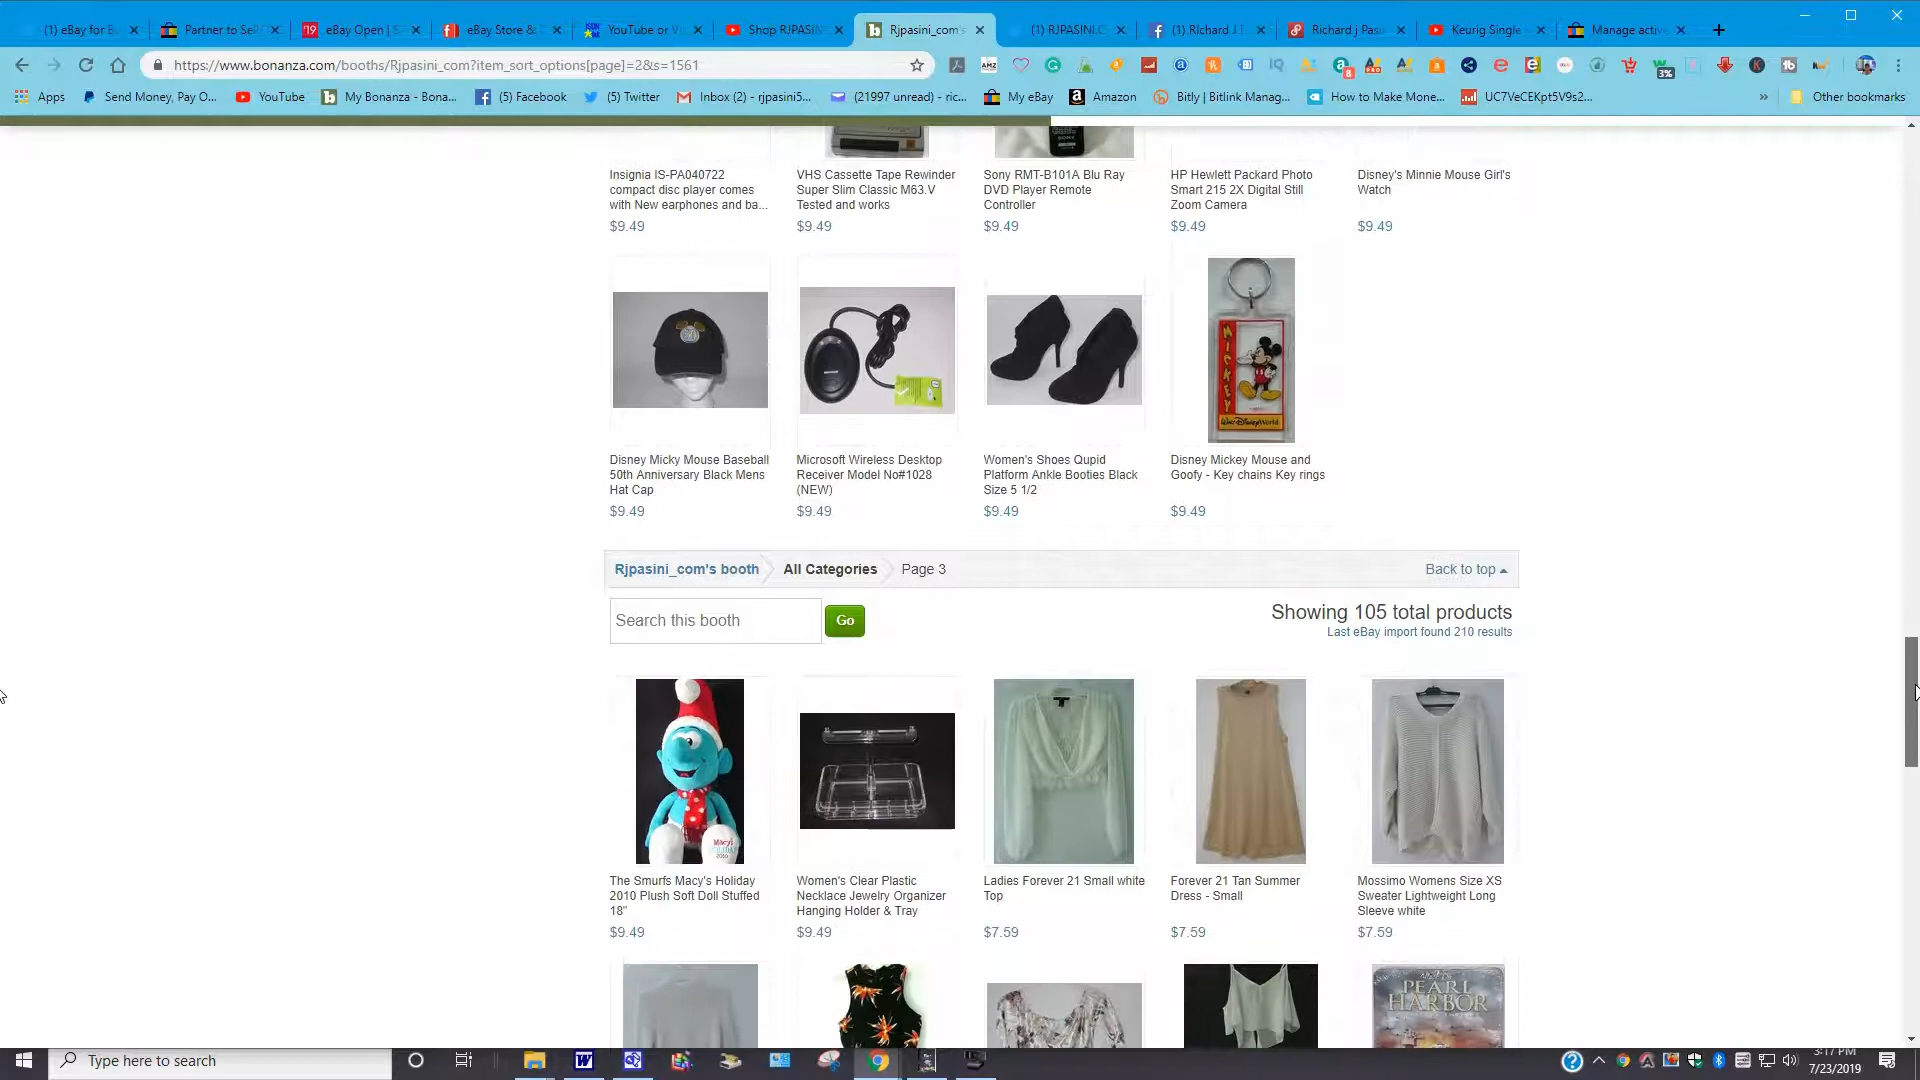 (1) eBay for Bu
Partner to Sell
eBay Open |
eBay Store &
YouTube or Vi
Shop RJPASIN
Rjpasini_com's
(1) RJPASINI.C
(1) RIchard J P
Richard j Pasi
Keurig Single
Manage activ
https://www.bonanza.com/booths/Rjpasini_com?item_sort_options[page]=2&s=1561
Apps
Send Money, Pay O...
YouTube
My Bonanza - Bona...
(5) Facebook
(5) Twitter
Inbox (2) - rjpasini5...
(21997 unread) - ric...
My eBay
Amazon
Bitly | Bitlink Manag...
How to Make Mone...
UC7VeCEKpt5V9s2...
»
Other bookmarks
Insignia IS-PA040722
compact disc player comes
with New earphones and ba...
$9.49
VHS Cassette Tape Rewinder
Super Slim Classic M63.V
Tested and works
$9.49
Sony RMT-B101A Blu Ray
DVD Player Remote
Controller
$9.49
HP Hewlett Packard Photo
Smart 215 2X Digital Still
Zoom Camera
$9.49
Disney's Minnie Mouse Girl's
Watch
$9.49
MICKEY
Walt Disney World
Disney Micky Mouse Baseball
50th Anniversary Black Mens
Hat Cap
$9.49
Microsoft Wireless Desktop
Receiver Model No#1028
(NEW)
$9.49
Women's Shoes Qupid
Platform Ankle Booties Black
Size 5 1/2
$9.49
Disney Mickey Mouse and
Goofy - Key chains Key rings
$9.49
Rjpasini_com's booth
All Categories
Page 3
Back to top
Search this booth
Go
Showing 105 total products
Last eBay import found 210 results
macy's
HOLIDAY
2010
The Smurfs Macy's Holiday
2010 Plush Soft Doll Stuffed
18"
$9.49
Women's Clear Plastic
Necklace Jewelry Organizer
Hanging Holder & Tray
$9.49
Ladies Forever 21 Small white
Top
$7.59
Forever 21 Tan Summer
Dress - Small
$7.59
Mossimo Womens Size XS
Sweater Lightweight Long
Sleeve white
$7.59
PEARL
HARBOR
Type here to search
3:17 PM
7/23/2019